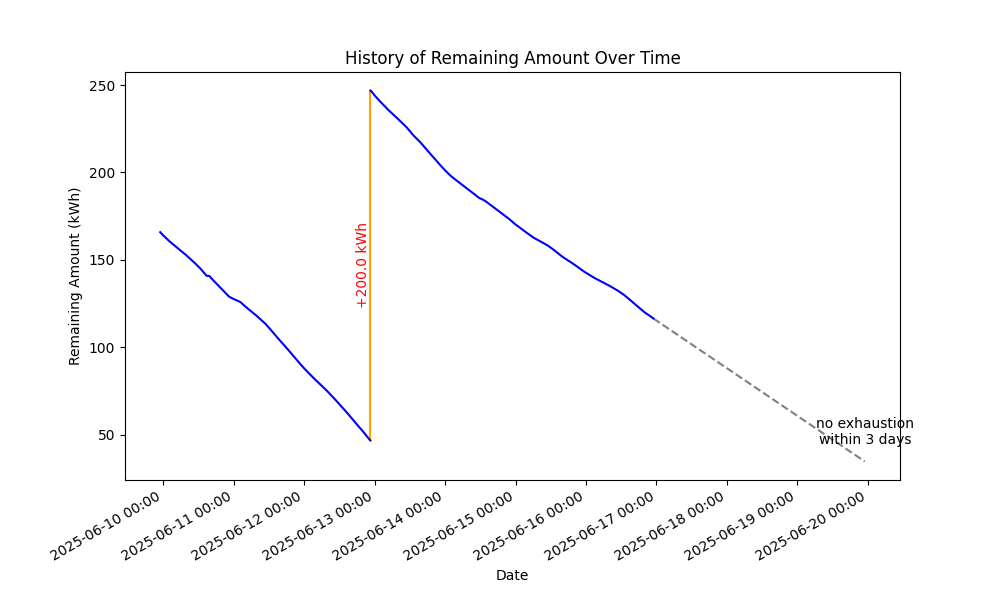 History of Remaining Amount Over Time
Remaining Amount (kWh)
250
200
150
100
50
+200.0 kWh
no exhaustion
within 3 days
2025-06-10 00:00
2025-06-11 00:00
2025-06-12 00:00
2025-06-13 00:00
2025-06-14 00:00
2025-06-15 00:00
2025-06-16 00:00
2025-06-17 00:00
2025-06-18 00:00
2025-06-19 00:00
2025-06-20 00:00
Date